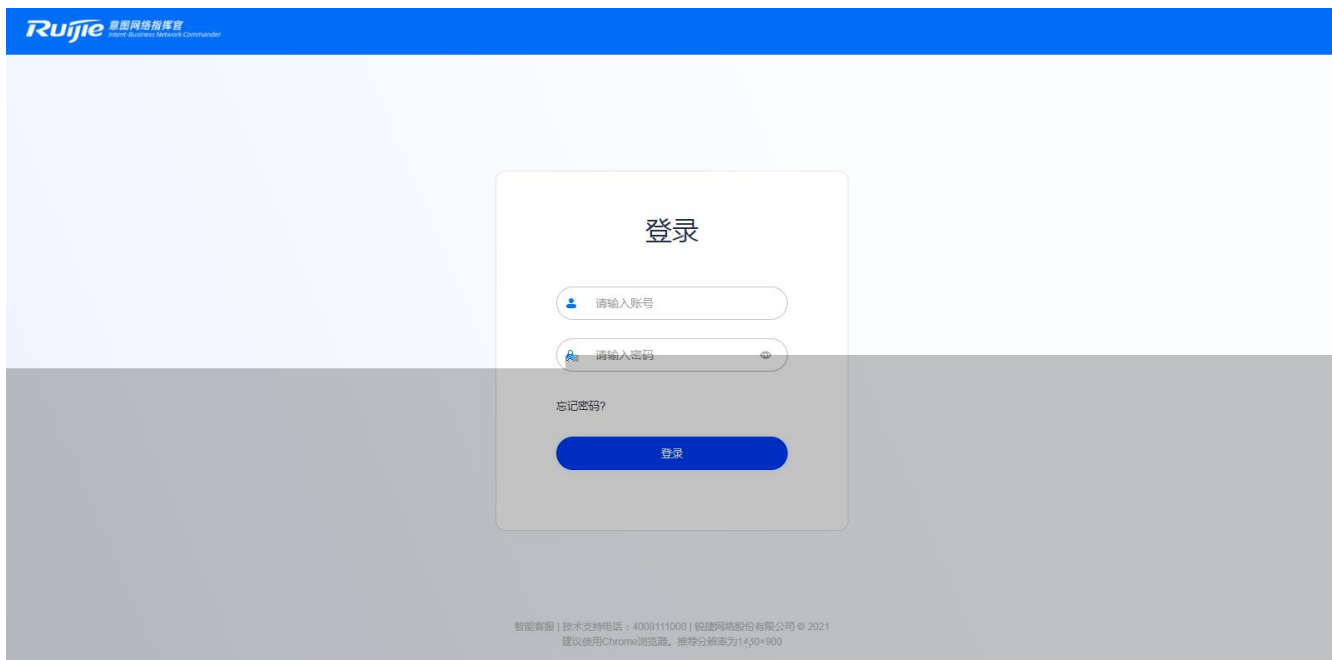 Ruijie 意图网络指挥官
Intent-Business Network Commander
登录
请输入账号
请输入密码
忘记密码?
登录
智能客服 | 技术支持电话：4008111000 | 锐捷网络股份有限公司 © 2021
建议使用Chrome浏览器。推荐分辨率为1440×900